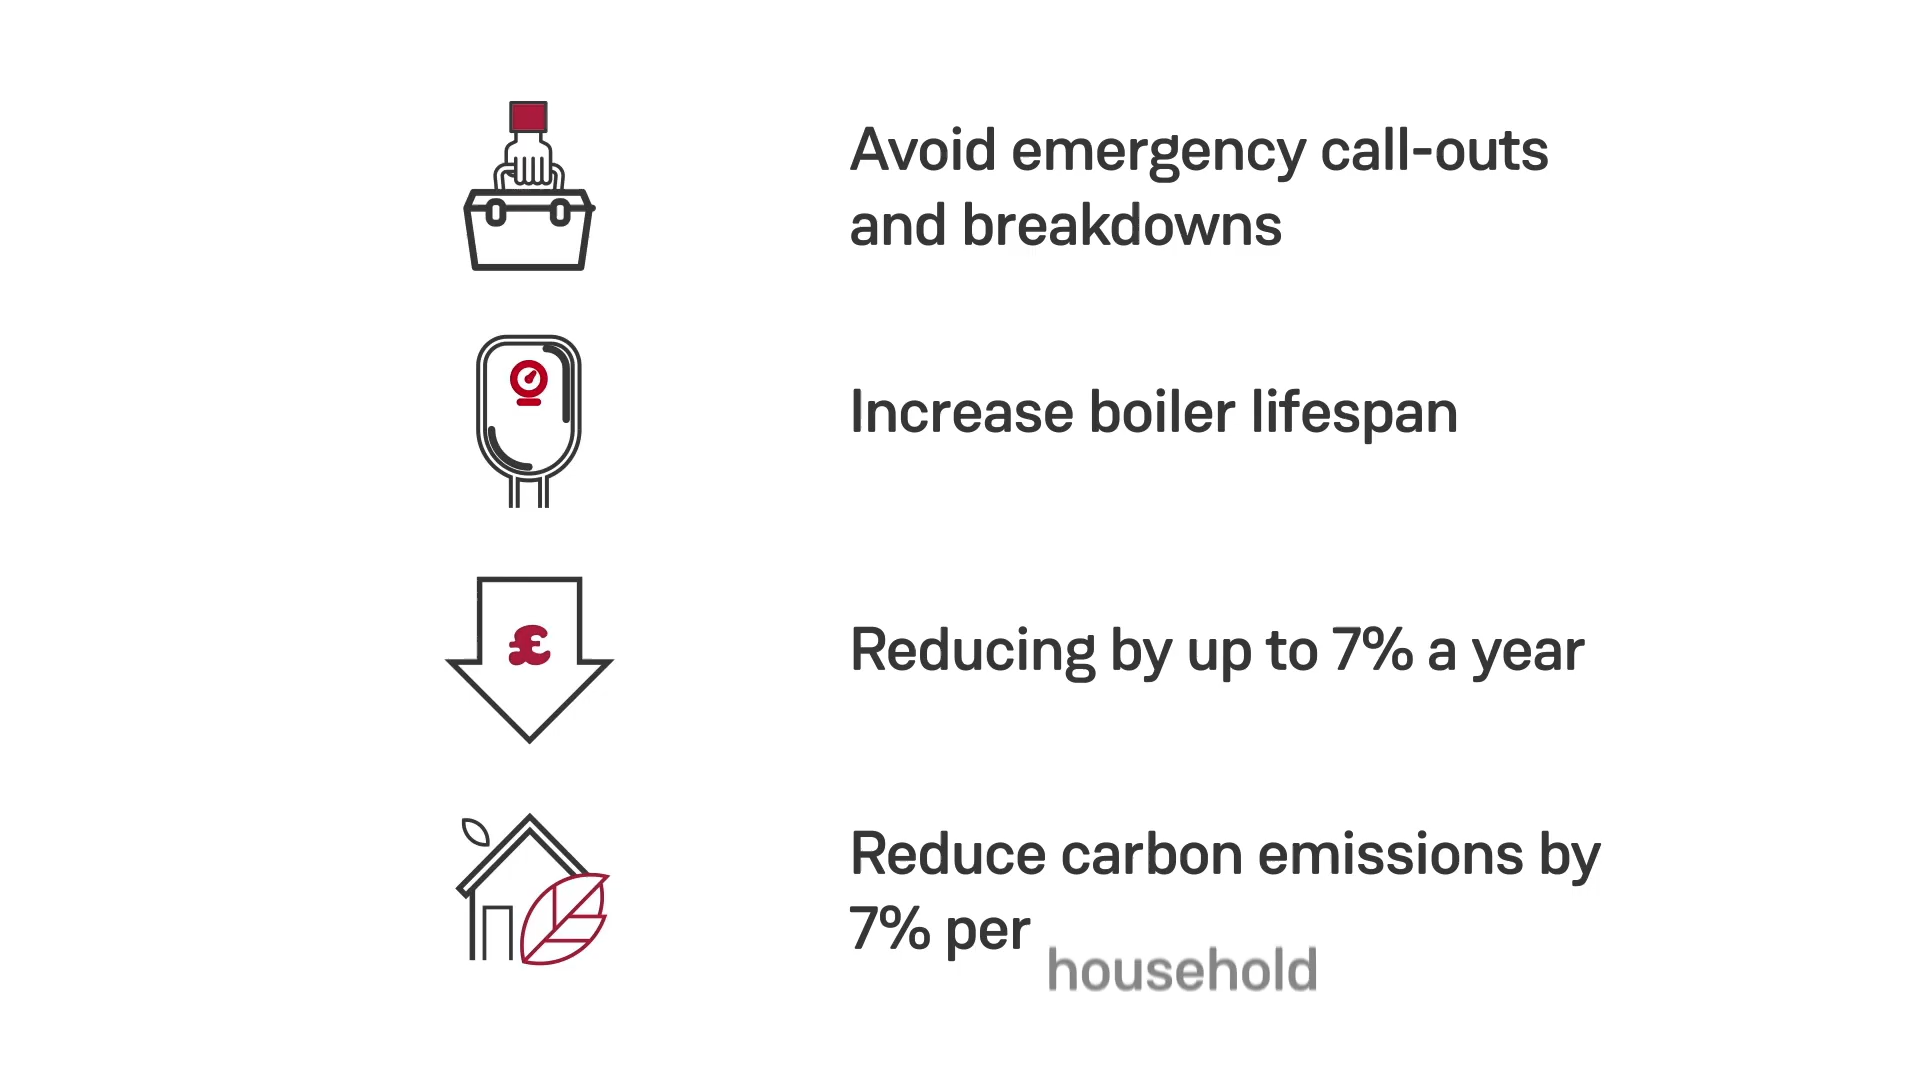 Avoid emergency call-outs
and breakdowns
Increase boiler lifespan
£
Reducing by up to 7% a year
Reduce carbon emissions by
7% per household